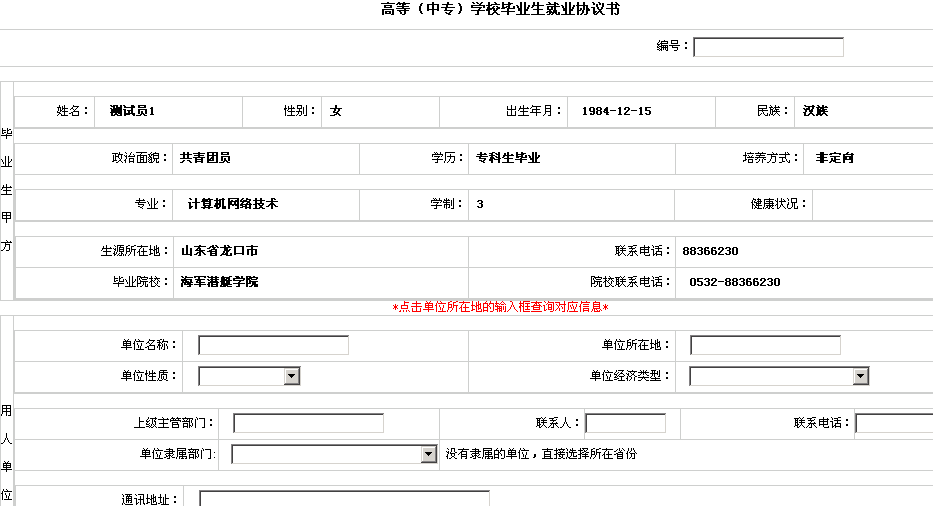 高等（中专）学校毕业生就业协议书
编号：
毕业生甲方
姓名： 测试员1 性别： 女 出生年月： 1984-12-15 民族： 汉族
政治面貌： 共青团员 学历： 专科生毕业 培养方式： 非定向
专业： 计算机网络技术 学制： 3 健康状况：
生源所在地： 山东省龙口市 联系电话： 88366230
毕业院校： 海军潜艇学院 院校联系电话： 0532-88366230
*点击单位所在地的输入框查询对应信息*
用人单位
单位名称： 单位所在地：
单位性质： 单位经济类型：
上级主管部门： 联系人： 联系电话：
单位隶属部门: 没有隶属的单位，直接选择所在省份
通讯地址：